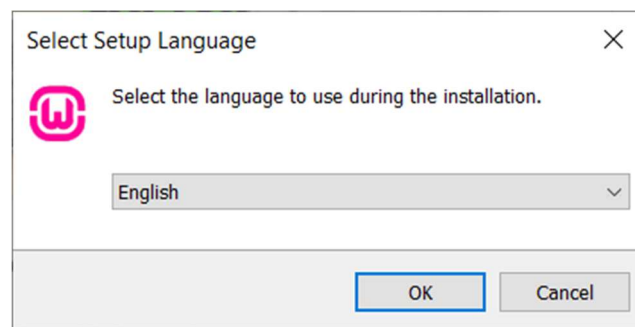 Select Setup Language
Select the language to use during the installation.
English
OK
Cancel